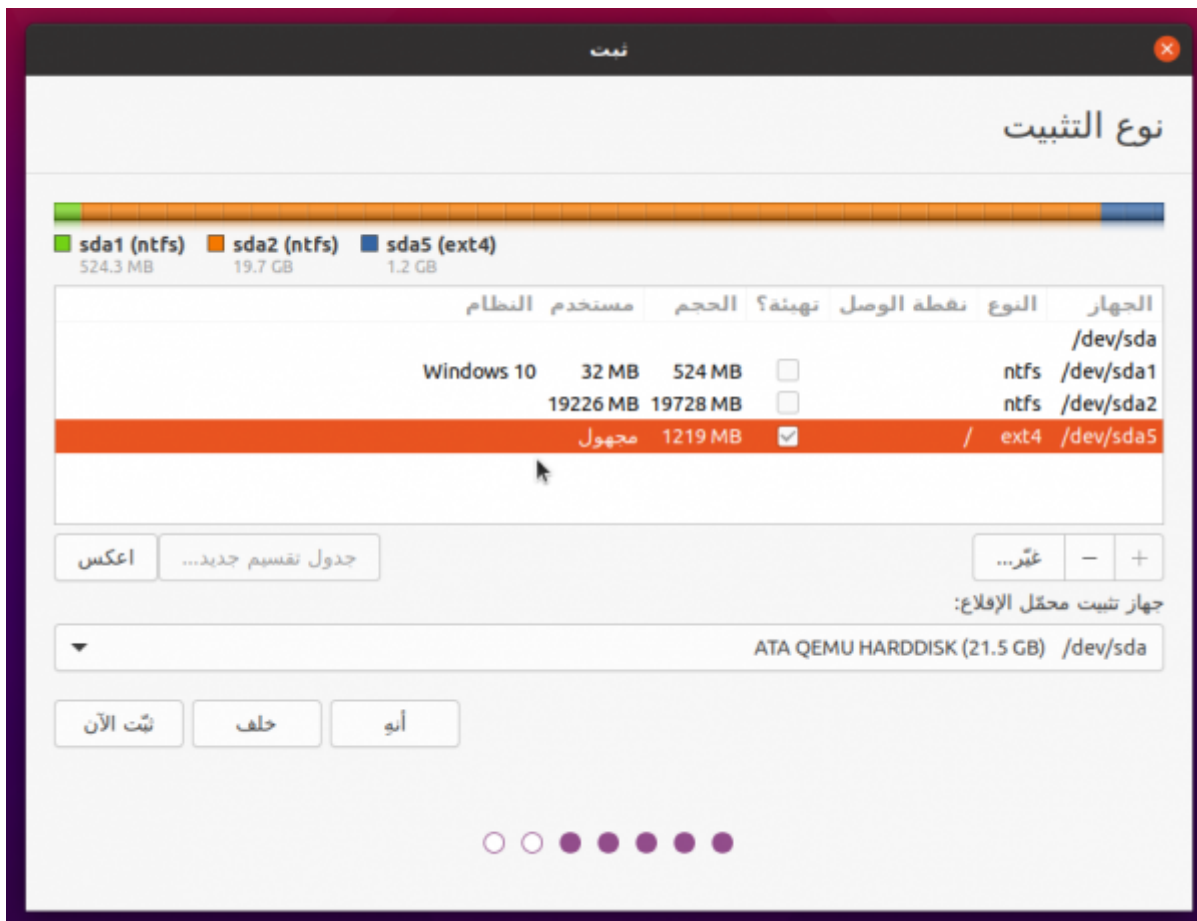 ثبت
نوع التثبيت
sda1 (ntfs) sda2 (ntfs) sda5 (ext4)
524.3 MB 19.7 GB 1.2 GB
الجهاز النوع نقطة الوصل تهيئة؟ الحجم مستخدم النظام
/dev/sda
/dev/sda1 ntfs 524 MB 32 MB Windows 10
/dev/sda2 ntfs 19728 MB 19226 MB
/dev/sda5 ext4 / 1219 MB مجهول
+ − غيّر... جدول تقسيم جديد... اعكس
جهاز تثبيت محمّل الإقلاع:
/dev/sda ATA QEMU HARDDISK (21.5 GB)
أنهِ خلف ثبّت الآن